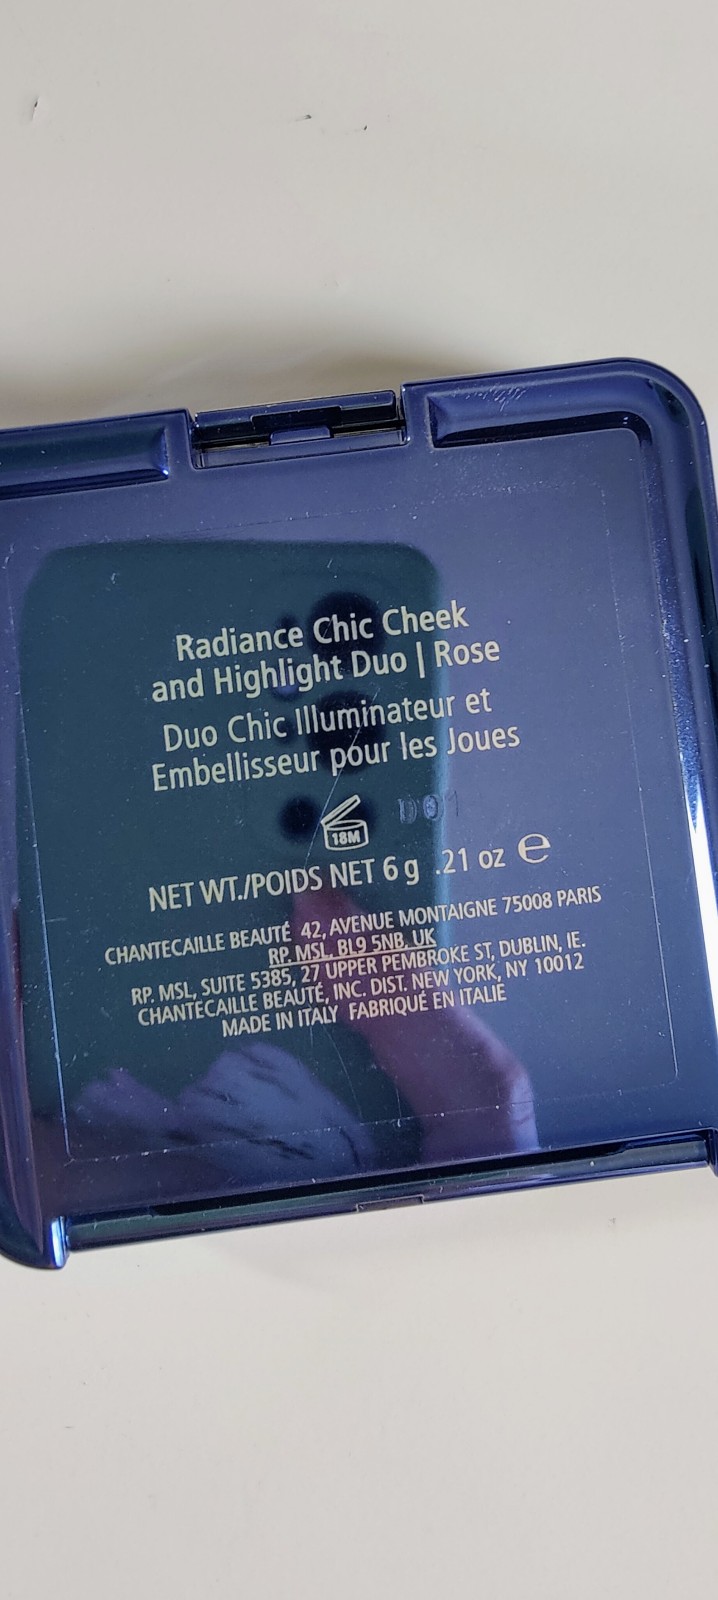 Radiance Chic Cheek
and Highlight Duo | Rose
Duo Chic Illuminateur et
Embellisseur pour les Joues
18M
D01
NET WT./POIDS NET 6 g .21 oz ℮
CHANTECAILLE BEAUTÉ 42, AVENUE MONTAIGNE 75008 PARIS
RP. MSL, BL9 5NB, UK
RP. MSL, SUITE 5385, 27 UPPER PEMBROKE ST, DUBLIN, IE.
CHANTECAILLE BEAUTÉ, INC. DIST. NEW YORK, NY 10012
MADE IN ITALY FABRIQUÉ EN ITALIE